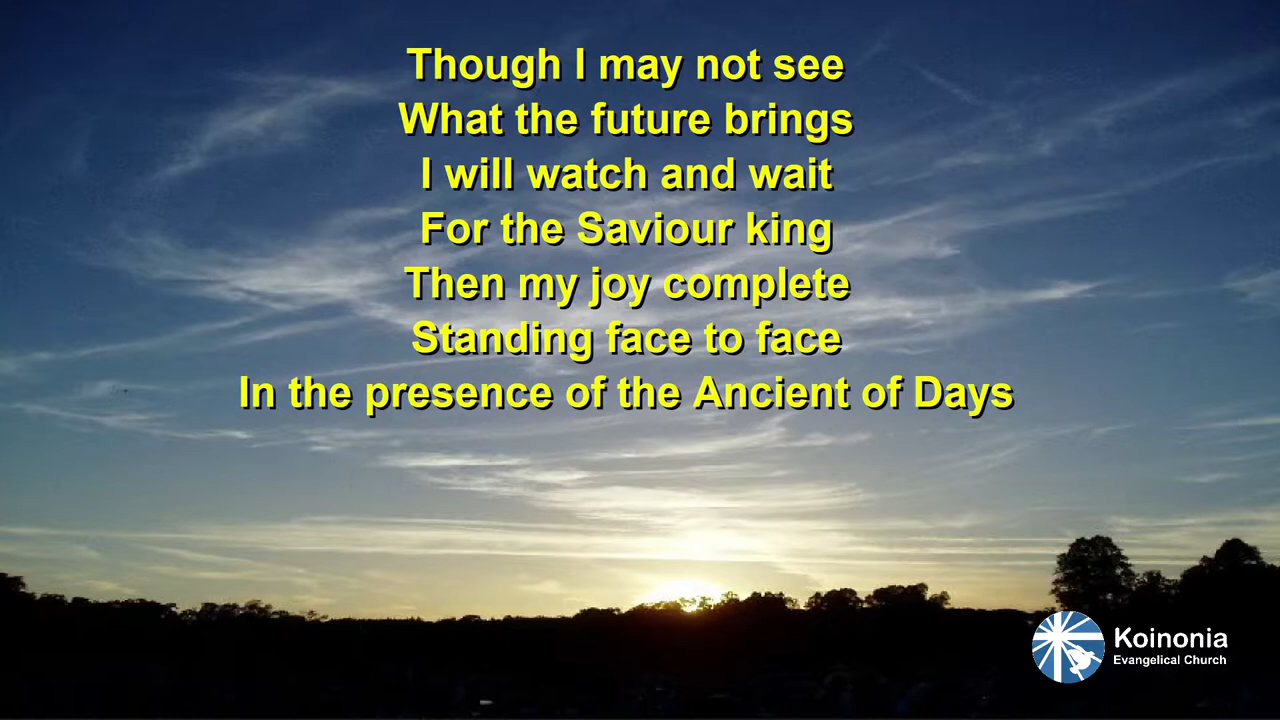 Though I may not see
What the future brings
I will watch and wait
For the Saviour king
Then my joy complete
Standing face to face
In the presence of the Ancient of Days
Koinonia
Evangelical Church